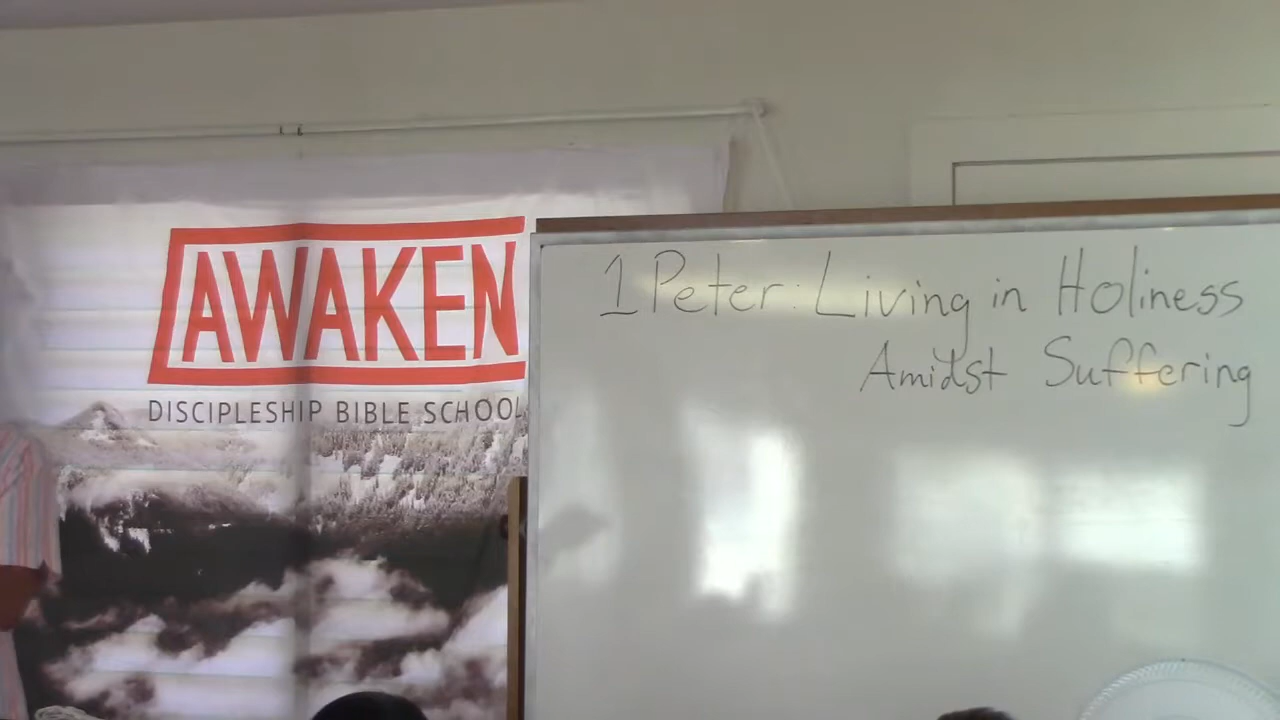 AWAKEN
DISCIPLESHIP BIBLE SCHOOL
1 Peter: Living in Holiness
Amidst Suffering